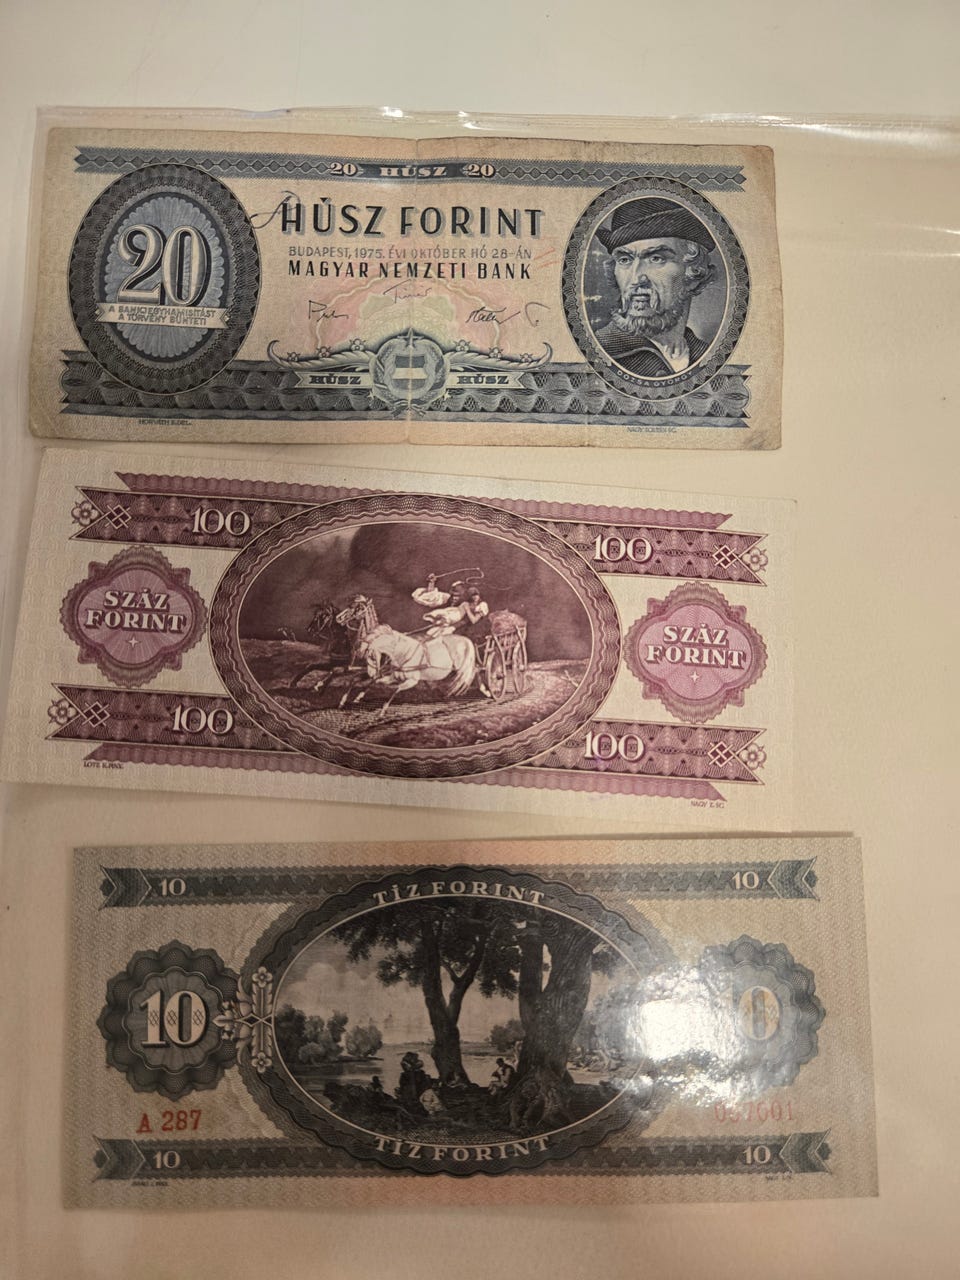 20 HÚSZ 20
HÚSZ FORINT
BUDAPEST, 1975. ÉVI OKTÓBER HÓ 28-ÁN
MAGYAR NEMZETI BANK
20
A BANKJEGYHAMISÍTÁST
A TÖRVÉNY BÜNTETI
HÚSZ HÚSZ
DÓZSA GYÖRGY
100 100
SZÁZ
FORINT
SZÁZ
FORINT
100 100
10 TÍZ FORINT 10
10
A 287
10 TÍZ FORINT 10